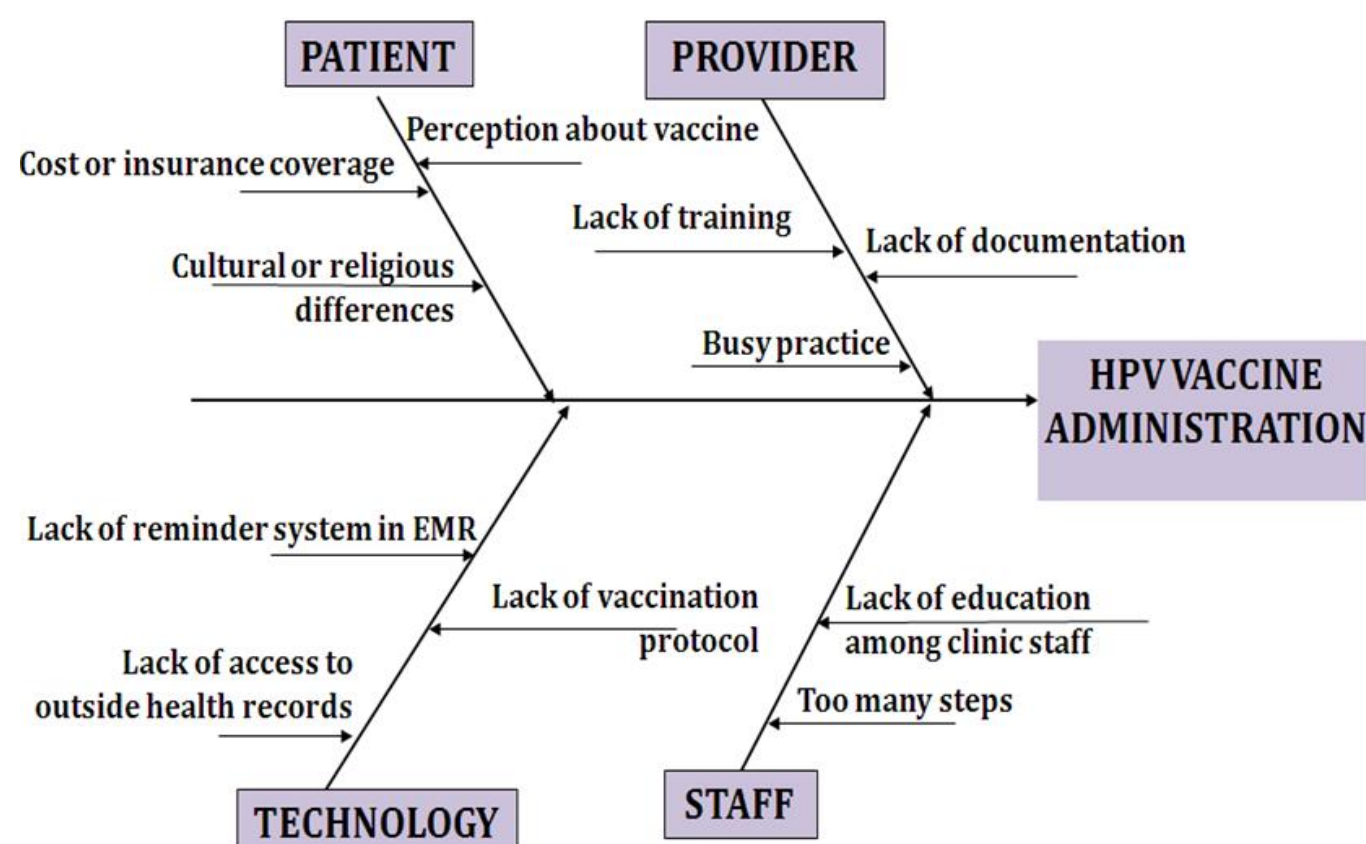 PATIENT
PROVIDER
Perception about vaccine
Cost or insurance coverage
Lack of training
Lack of documentation
Cultural or religious
differences
Busy practice
HPV VACCINE
ADMINISTRATION
Lack of reminder system in EMR
Lack of vaccination
protocol
Lack of education
among clinic staff
Lack of access to
outside health records
Too many steps
TECHNOLOGY
STAFF